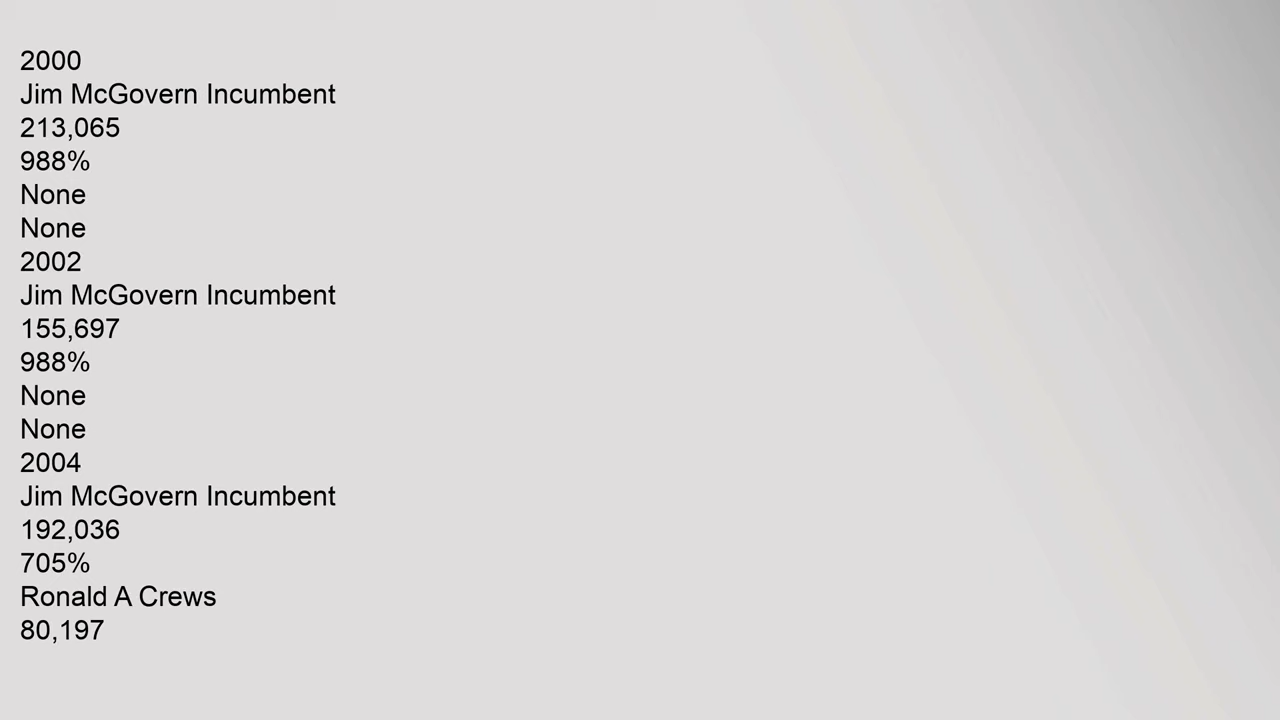 2000
Jim McGovern Incumbent
213,065
988%
None
None
2002
Jim McGovern Incumbent
155,697
988%
None
None
2004
Jim McGovern Incumbent
192,036
705%
Ronald A Crews
80,197